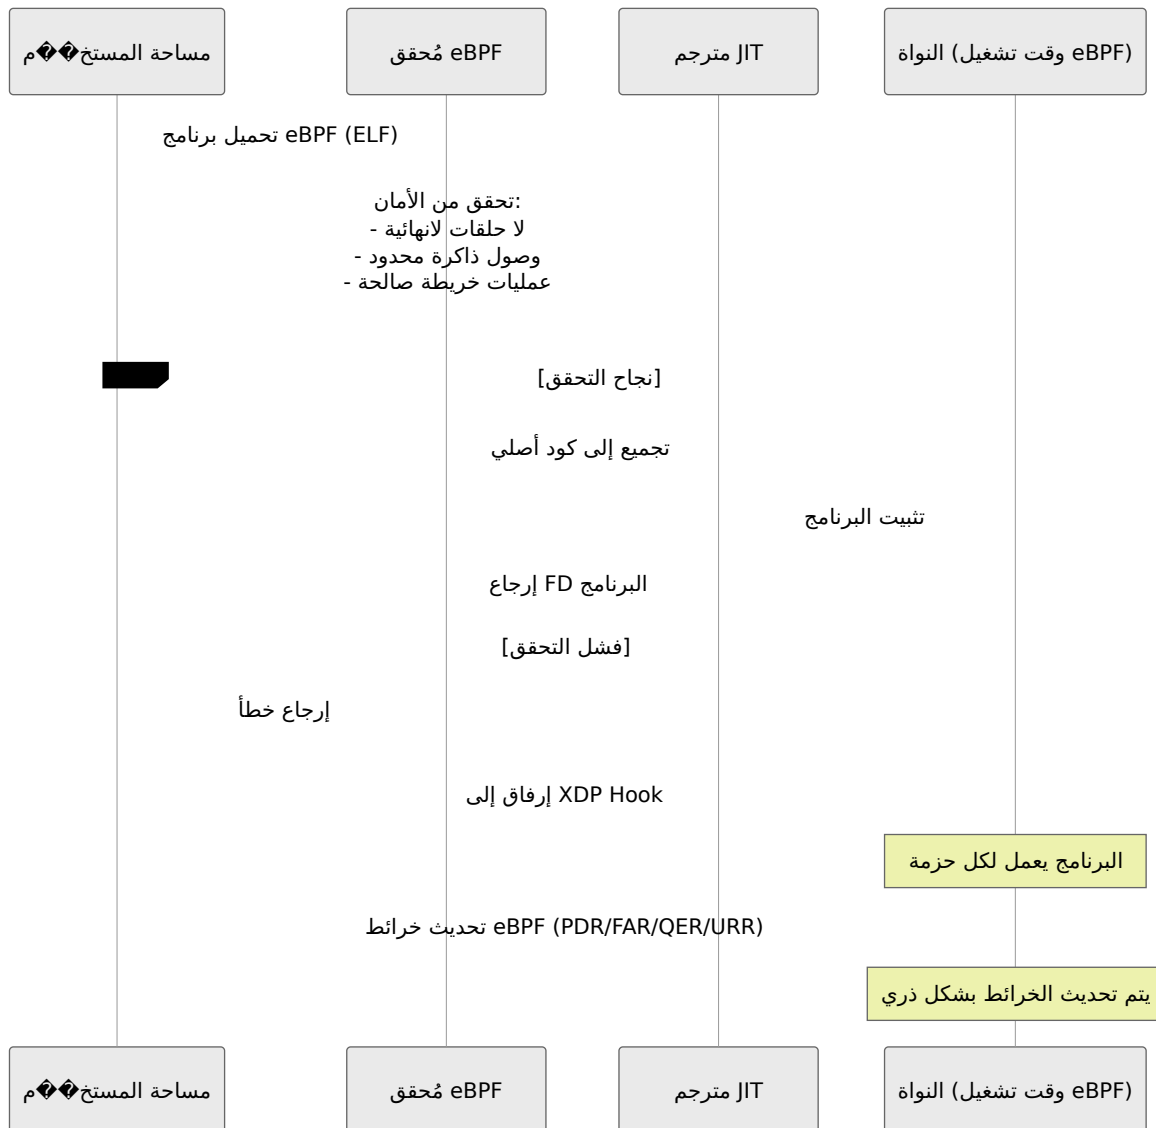 مساحة المستخ��م
مُحقق eBPF
مترجم JIT
النواة (وقت تشغيل eBPF)
تحميل برنامج eBPF (ELF)
تحقق من الأمان:
- لا حلقات لانهائية
- وصول ذاكرة محدود
- عمليات خريطة صالحة
[نجاح التحقق]
تجميع إلى كود أصلي
تثبيت البرنامج
إرجاع FD البرنامج
[فشل التحقق]
إرجاع خطأ
إرفاق إلى XDP Hook
البرنامج يعمل لكل حزمة
تحديث خرائط eBPF (PDR/FAR/QER/URR)
يتم تحديث الخرائط بشكل ذري
مساحة المستخ��م
مُحقق eBPF
مترجم JIT
النواة (وقت تشغيل eBPF)